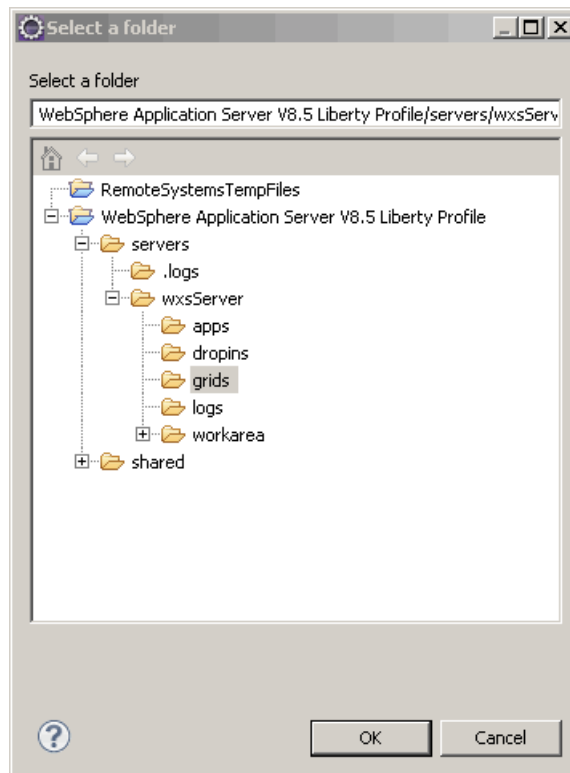 Select a folder
Select a folder
WebSphere Application Server V8.5 Liberty Profile/servers/wxsServ
RemoteSystemsTempFiles
WebSphere Application Server V8.5 Liberty Profile
servers
.logs
wxsServer
apps
dropins
grids
logs
workarea
shared
OK Cancel